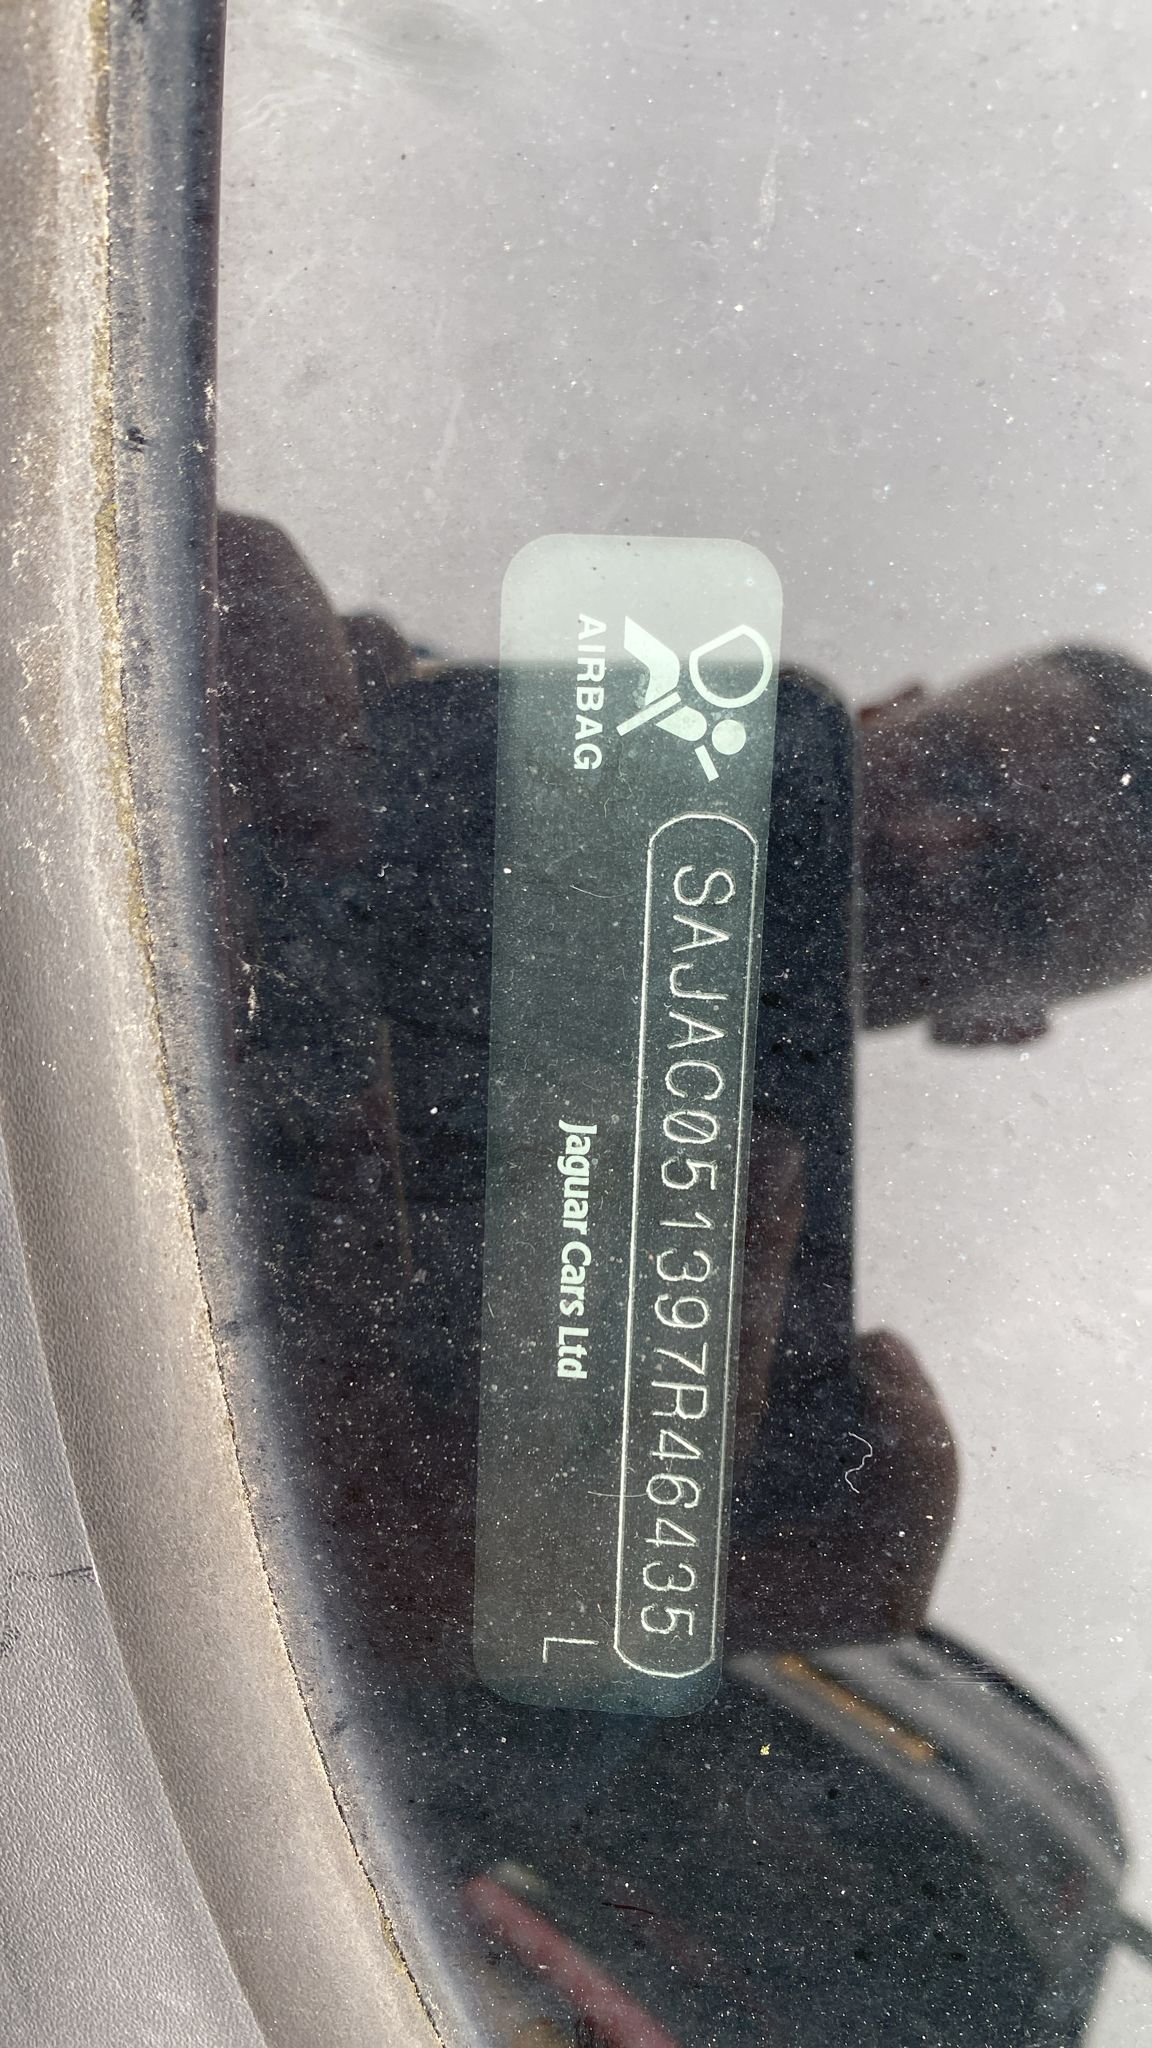 AIRBAG
SAJAC051397R46435
Jaguar Cars Ltd
L